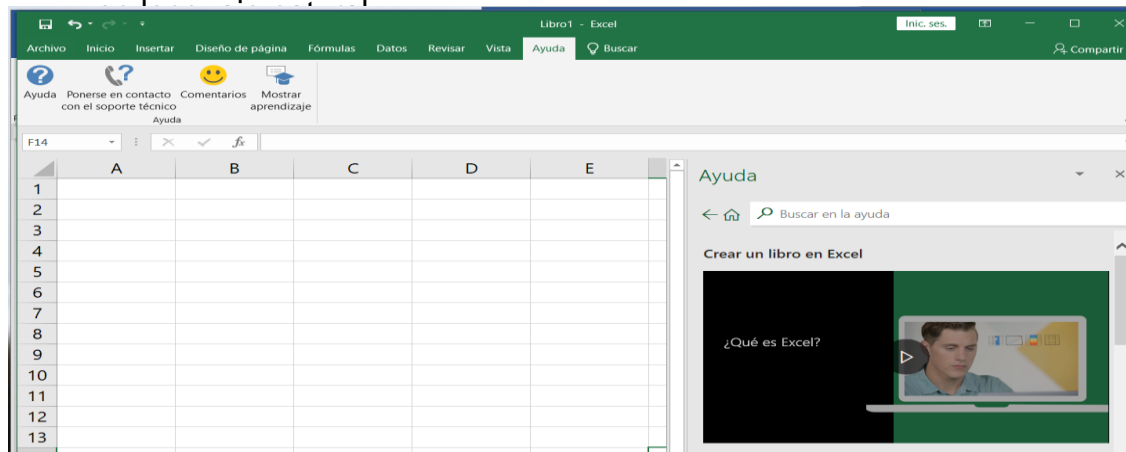 Libro1 - Excel
Inic. ses.
Archivo Inicio Insertar Diseño de página Fórmulas Datos Revisar Vista Ayuda Buscar Compartir
Ayuda Ponerse en contacto con el soporte técnico Comentarios Mostrar aprendizaje
Ayuda
F14 fx
A B C D E
1
2
3
4
5
6
7
8
9
10
11
12
13
Ayuda
Buscar en la ayuda
Crear un libro en Excel
¿Qué es Excel?